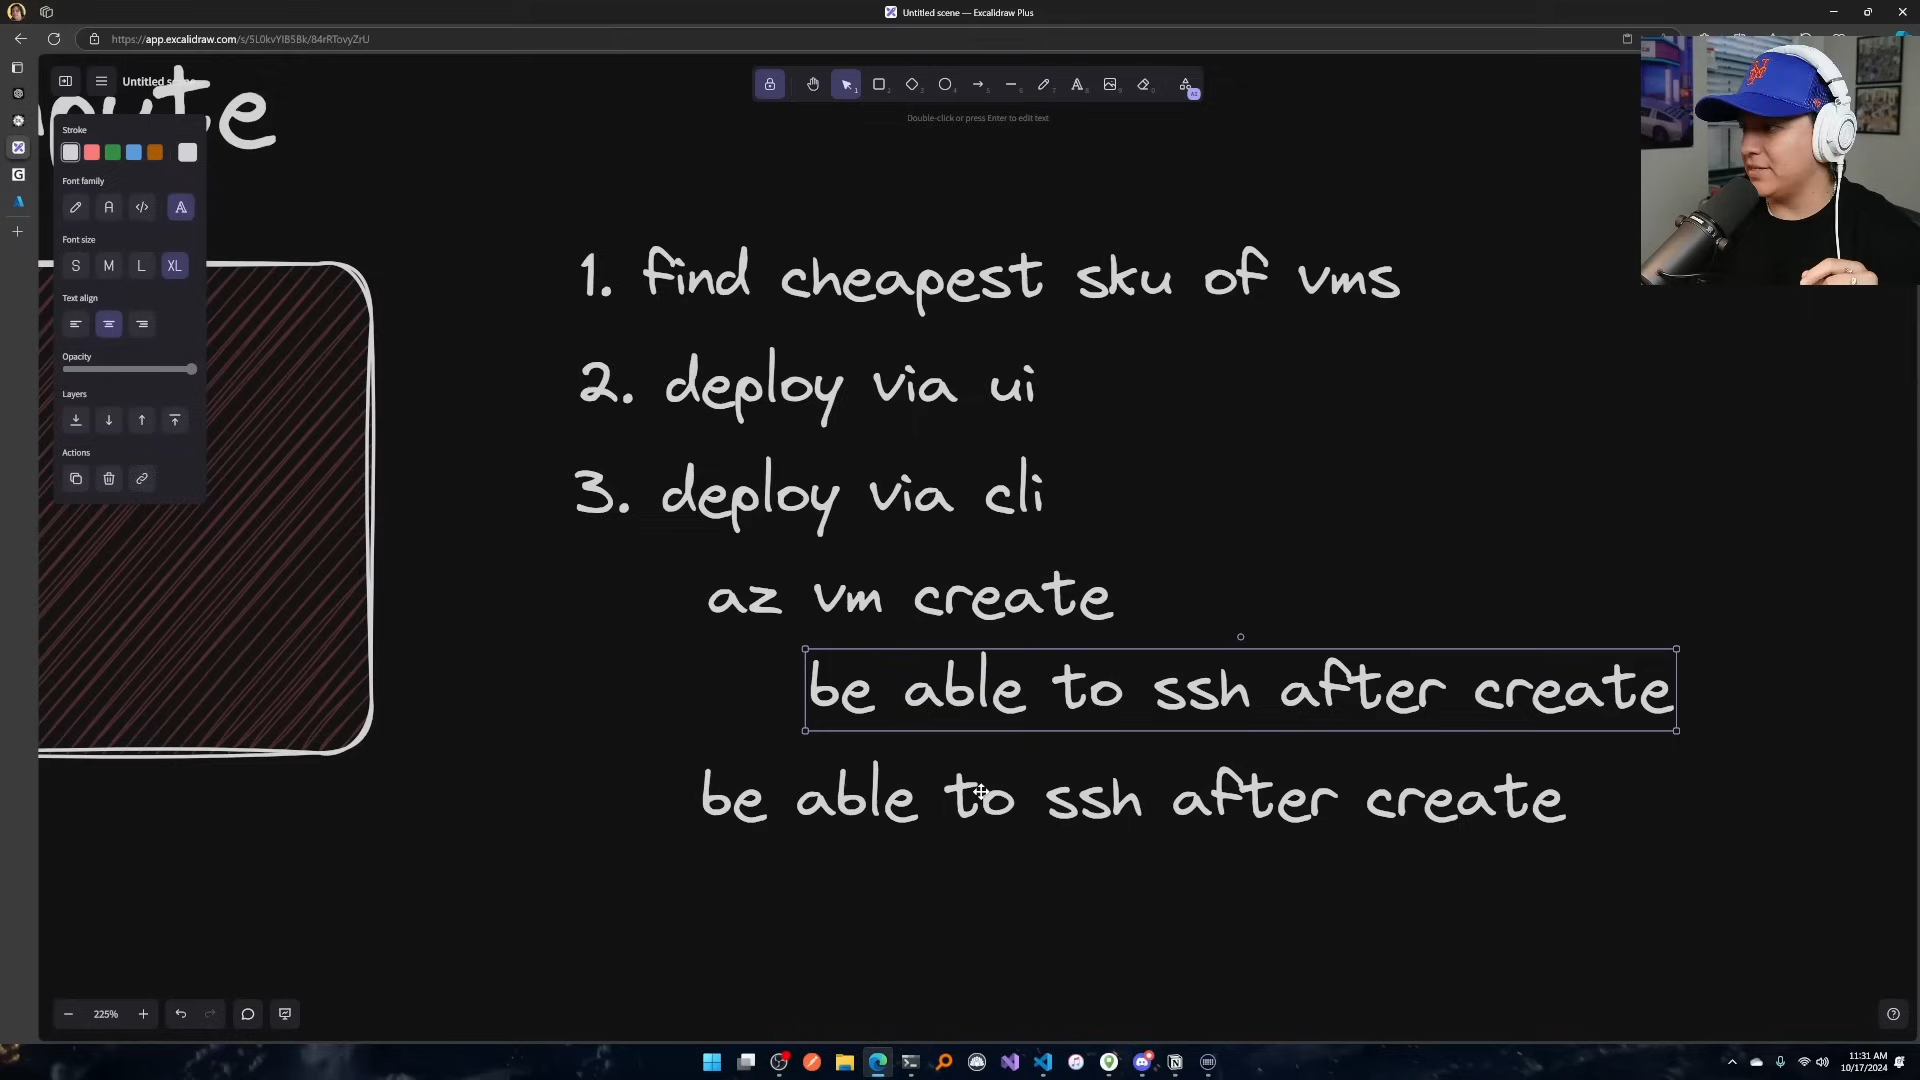 Untitled scene — Excalidraw Plus
https://app.excalidraw.com/s/5L0kvYIB5Bk/84rRTovyZrU
Double-click or press Enter to edit text
Stroke
Font family
Font size
S M L XL
Text align
Opacity
Layers
Actions
1. find cheapest sku of vms
2. deploy via ui
3. deploy via cli
az vm create
be able to ssh after create
be able to ssh after create
225%
11:31 AM
10/17/2024